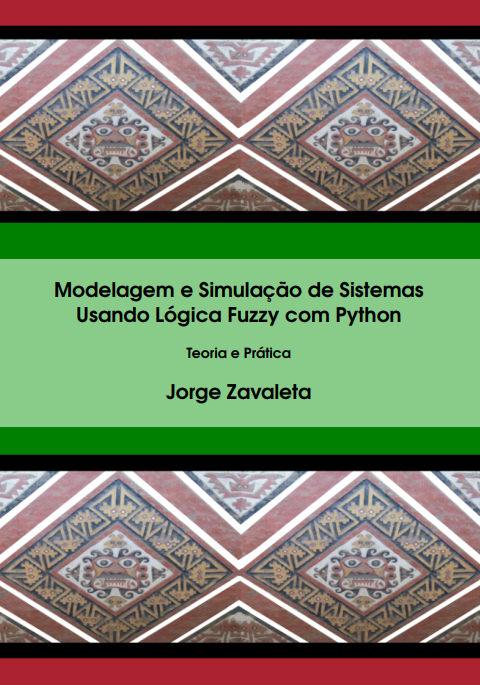 Modelagem e Simulação de Sistemas
Usando Lógica Fuzzy com Python
Teoria e Prática
Jorge Zavaleta